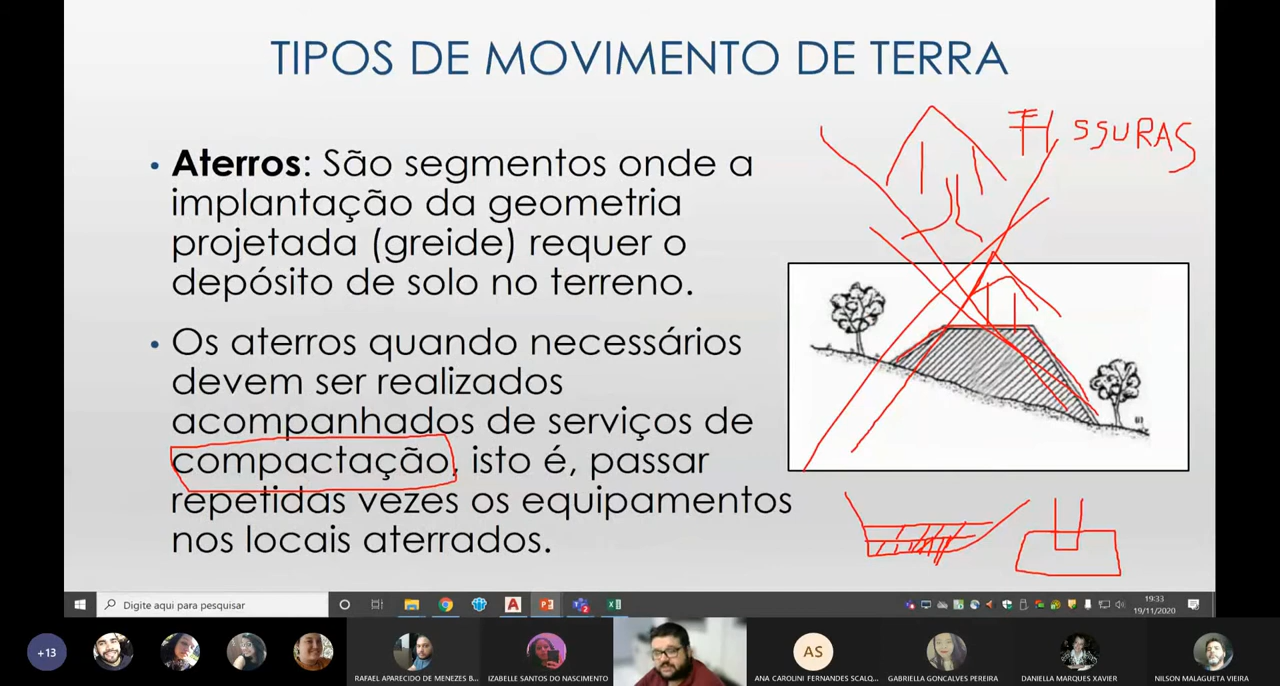 TIPOS DE MOVIMENTO DE TERRA
FISSURAS
• Aterros: São segmentos onde a
implantação da geometria
projetada (greide) requer o
depósito de solo no terreno.
• Os aterros quando necessários
devem ser realizados
acompanhados de serviços de
compactação, isto é, passar
repetidas vezes os equipamentos
nos locais aterrados.
Digite aqui para pesquisar
19:33
19/11/2020
+13
RAFAEL APARECIDO DE MENEZES B...
IZABELLE SANTOS DO NASCIMENTO
AS
ANA CAROLINI FERNANDES SCALQ...
GABRIELLA GONCALVES PEREIRA
DANIELLA MARQUES XAVIER
NILSON MALAGUETA VIEIRA